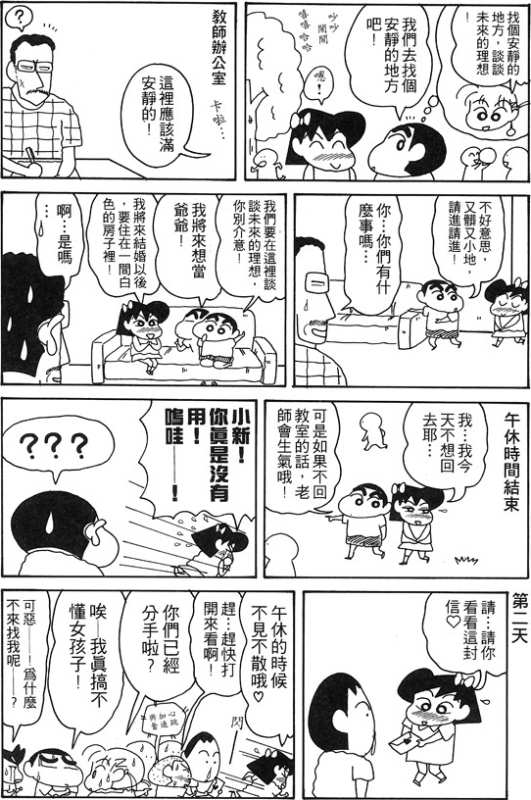 找個安靜的
地方，談談
未來的理想
我們去找個
安靜的地方
吧！
吵吵
鬧鬧
嗯！
教師辦公室
卡啦…
這裡應該滿
安靜的！
?
不好意思，
又髒又小地，
請進請進！
你…你們有什
麼事嗎…
我們要在這裡談
談未來的理想，
你別介意！
我將來想當
爺爺！
我將來結婚以後
，要住在一間白
色的房子裡！
啊…是嗎
…
午休時間結束
我…我今
天不想回
去耶…
可是如果不回
教室的話，老
師會生氣哦！
小新！
你真是沒有
用！
嗚哇——！
???
第二天
請…請你
看看這封
信♡
午休的時候
不見不散哦♡
趕…趕快打
開來看啊！
閃
你們已經
分手啦？
唉—我真搞不
懂女孩子！
可惡——為什麼
不來找我呢——？